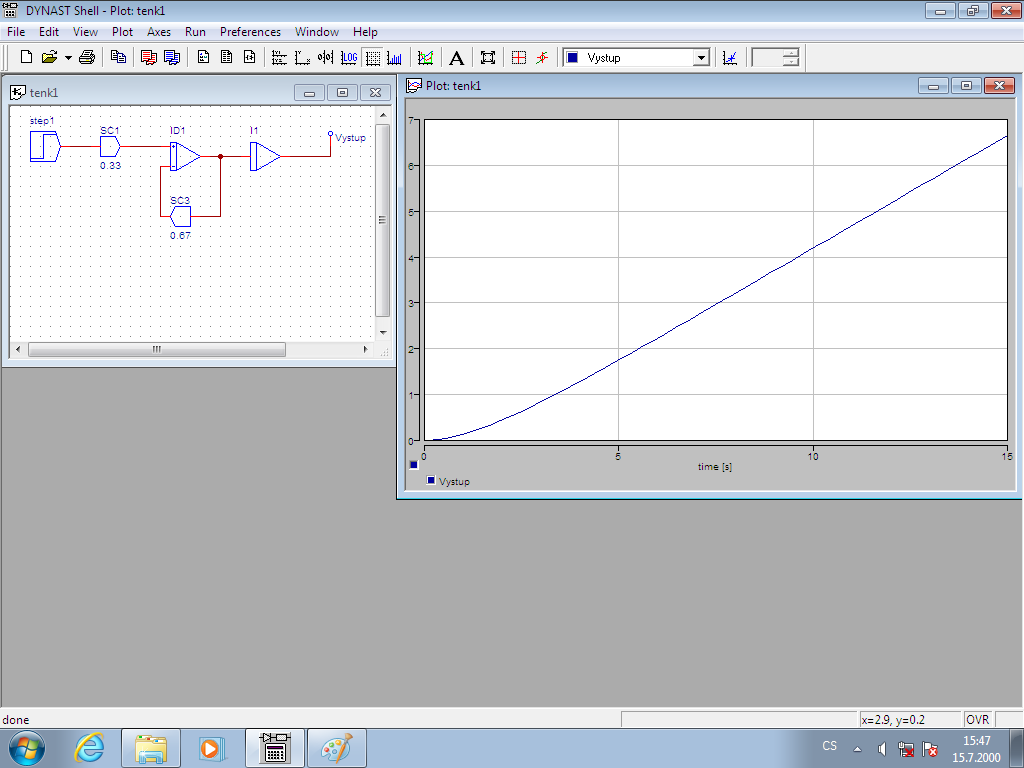 DYNAST Shell - Plot: tenk1
File Edit View Plot Axes Run Preferences Window Help
LOG A Vystup
tenk1
step1
SC1
ID1
I1
Vystup
0.33
SC3
0.67
Plot: tenk1
7
6
5
4
3
2
1
0
0 5 10 15
time [s]
Vystup
done
x=2.9, y=0.2
OVR
CS
15:47
15.7.2000